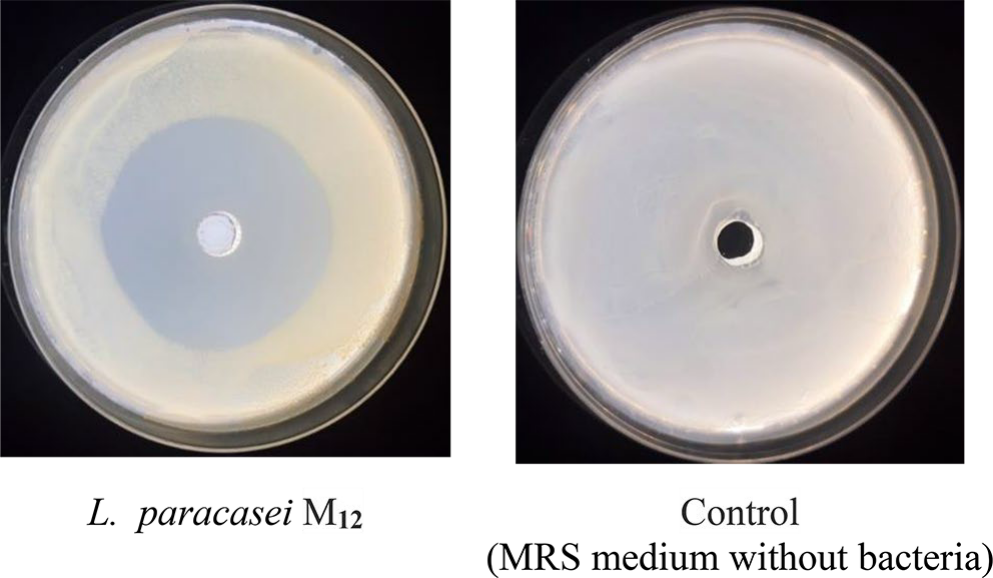 L. paracasei M12
Control
(MRS medium without bacteria)